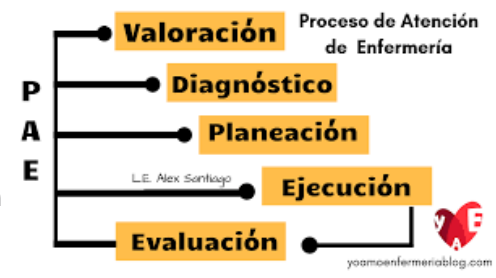 Valoración
Proceso de Atención
de Enfermería
Diagnóstico
P
A
E
Planeación
L.E. Alex Santiago
Ejecución
Evaluación
Y
A
E
yoamoenfermeriablog.com